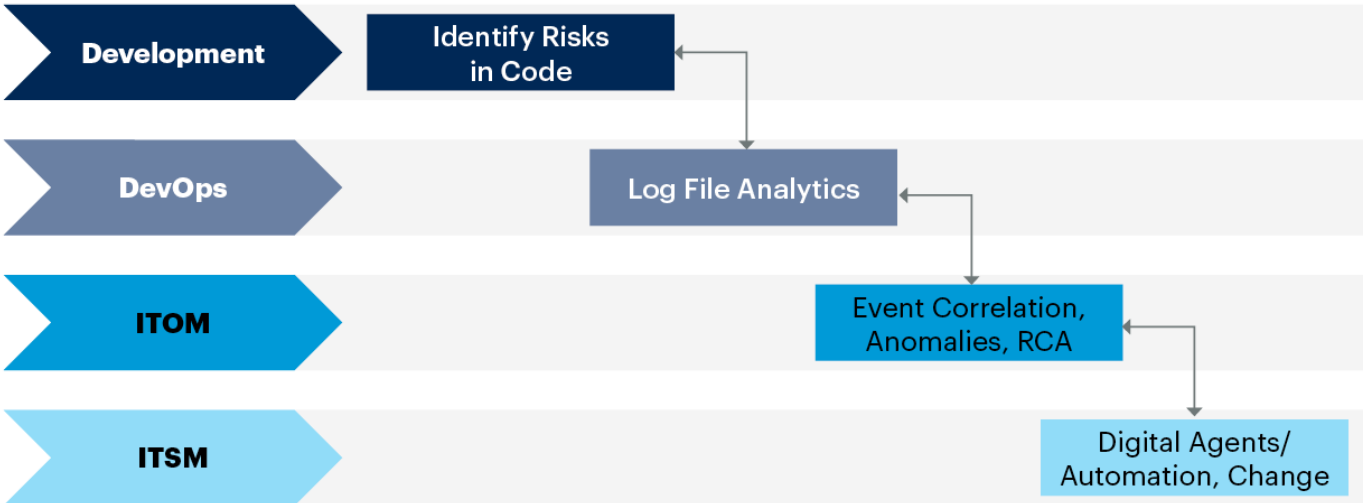 Development
Identify Risks
in Code
DevOps
Log File Analytics
ITOM
Event Correlation,
Anomalies, RCA
ITSM
Digital Agents/
Automation, Change